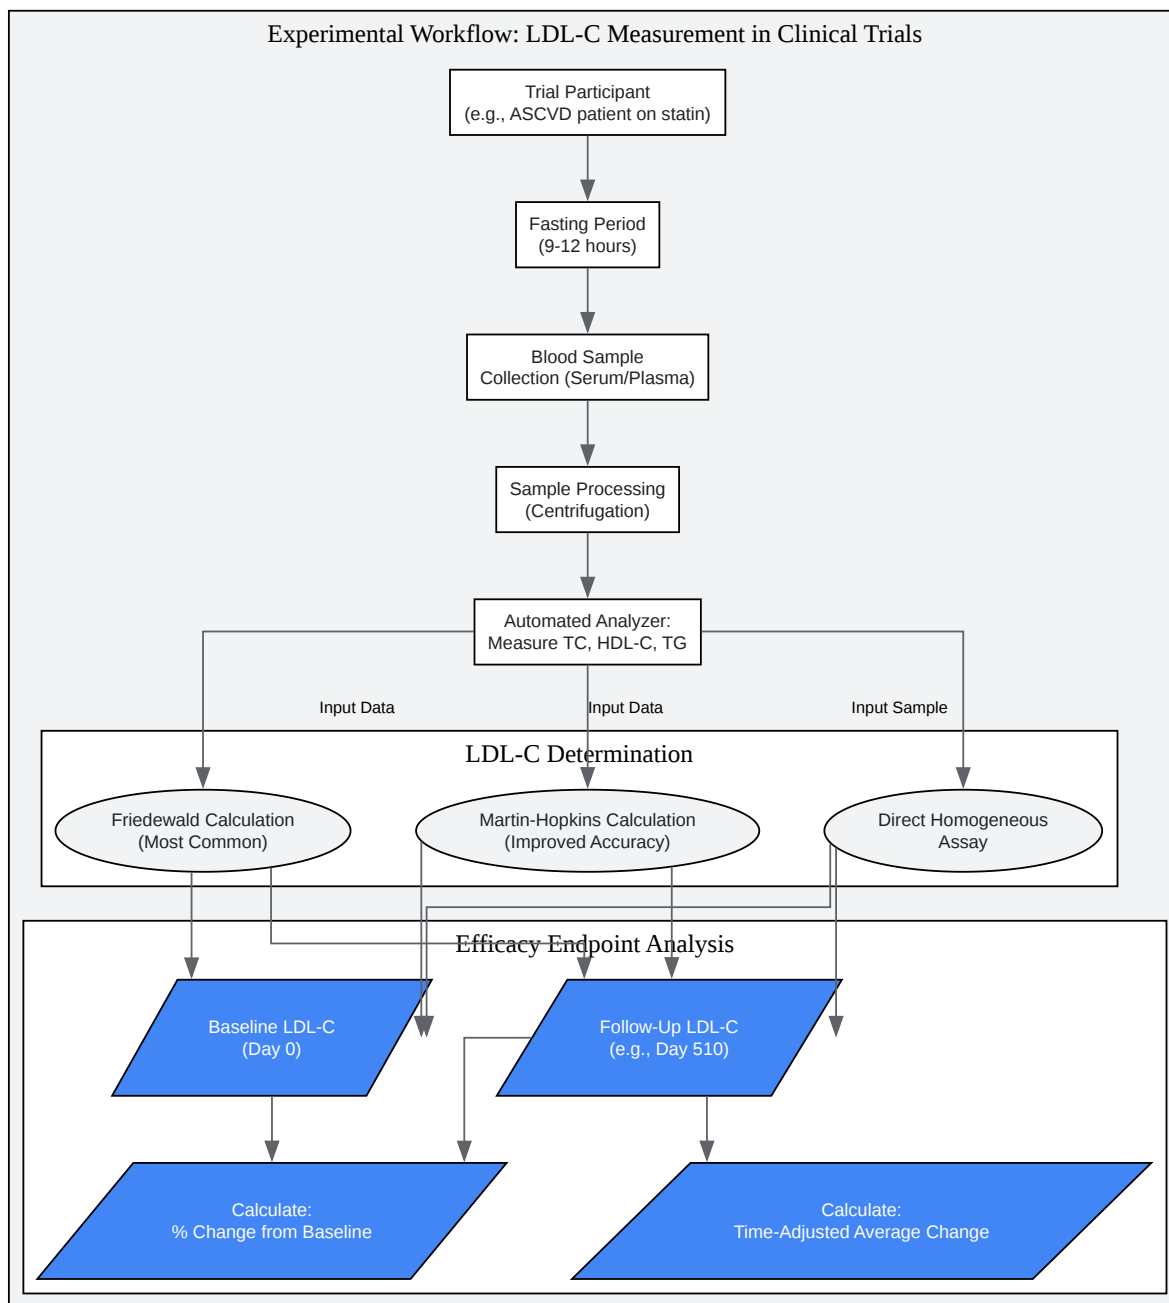 Experimental Workflow: LDL-C Measurement in Clinical Trials
Trial Participant
(e.g., ASCVD patient on statin)
Fasting Period
(9-12 hours)
Blood Sample
Collection (Serum/Plasma)
Sample Processing
(Centrifugation)
Automated Analyzer:
Measure TC, HDL-C, TG
Input Data
Input Data
Input Sample
LDL-C Determination
Friedewald Calculation
(Most Common)
Martin-Hopkins Calculation
(Improved Accuracy)
Direct Homogeneous
Assay
Efficacy Endpoint Analysis
Baseline LDL-C
(Day 0)
Follow-Up LDL-C
(e.g., Day 510)
Calculate:
% Change from Baseline
Calculate:
Time-Adjusted Average Change